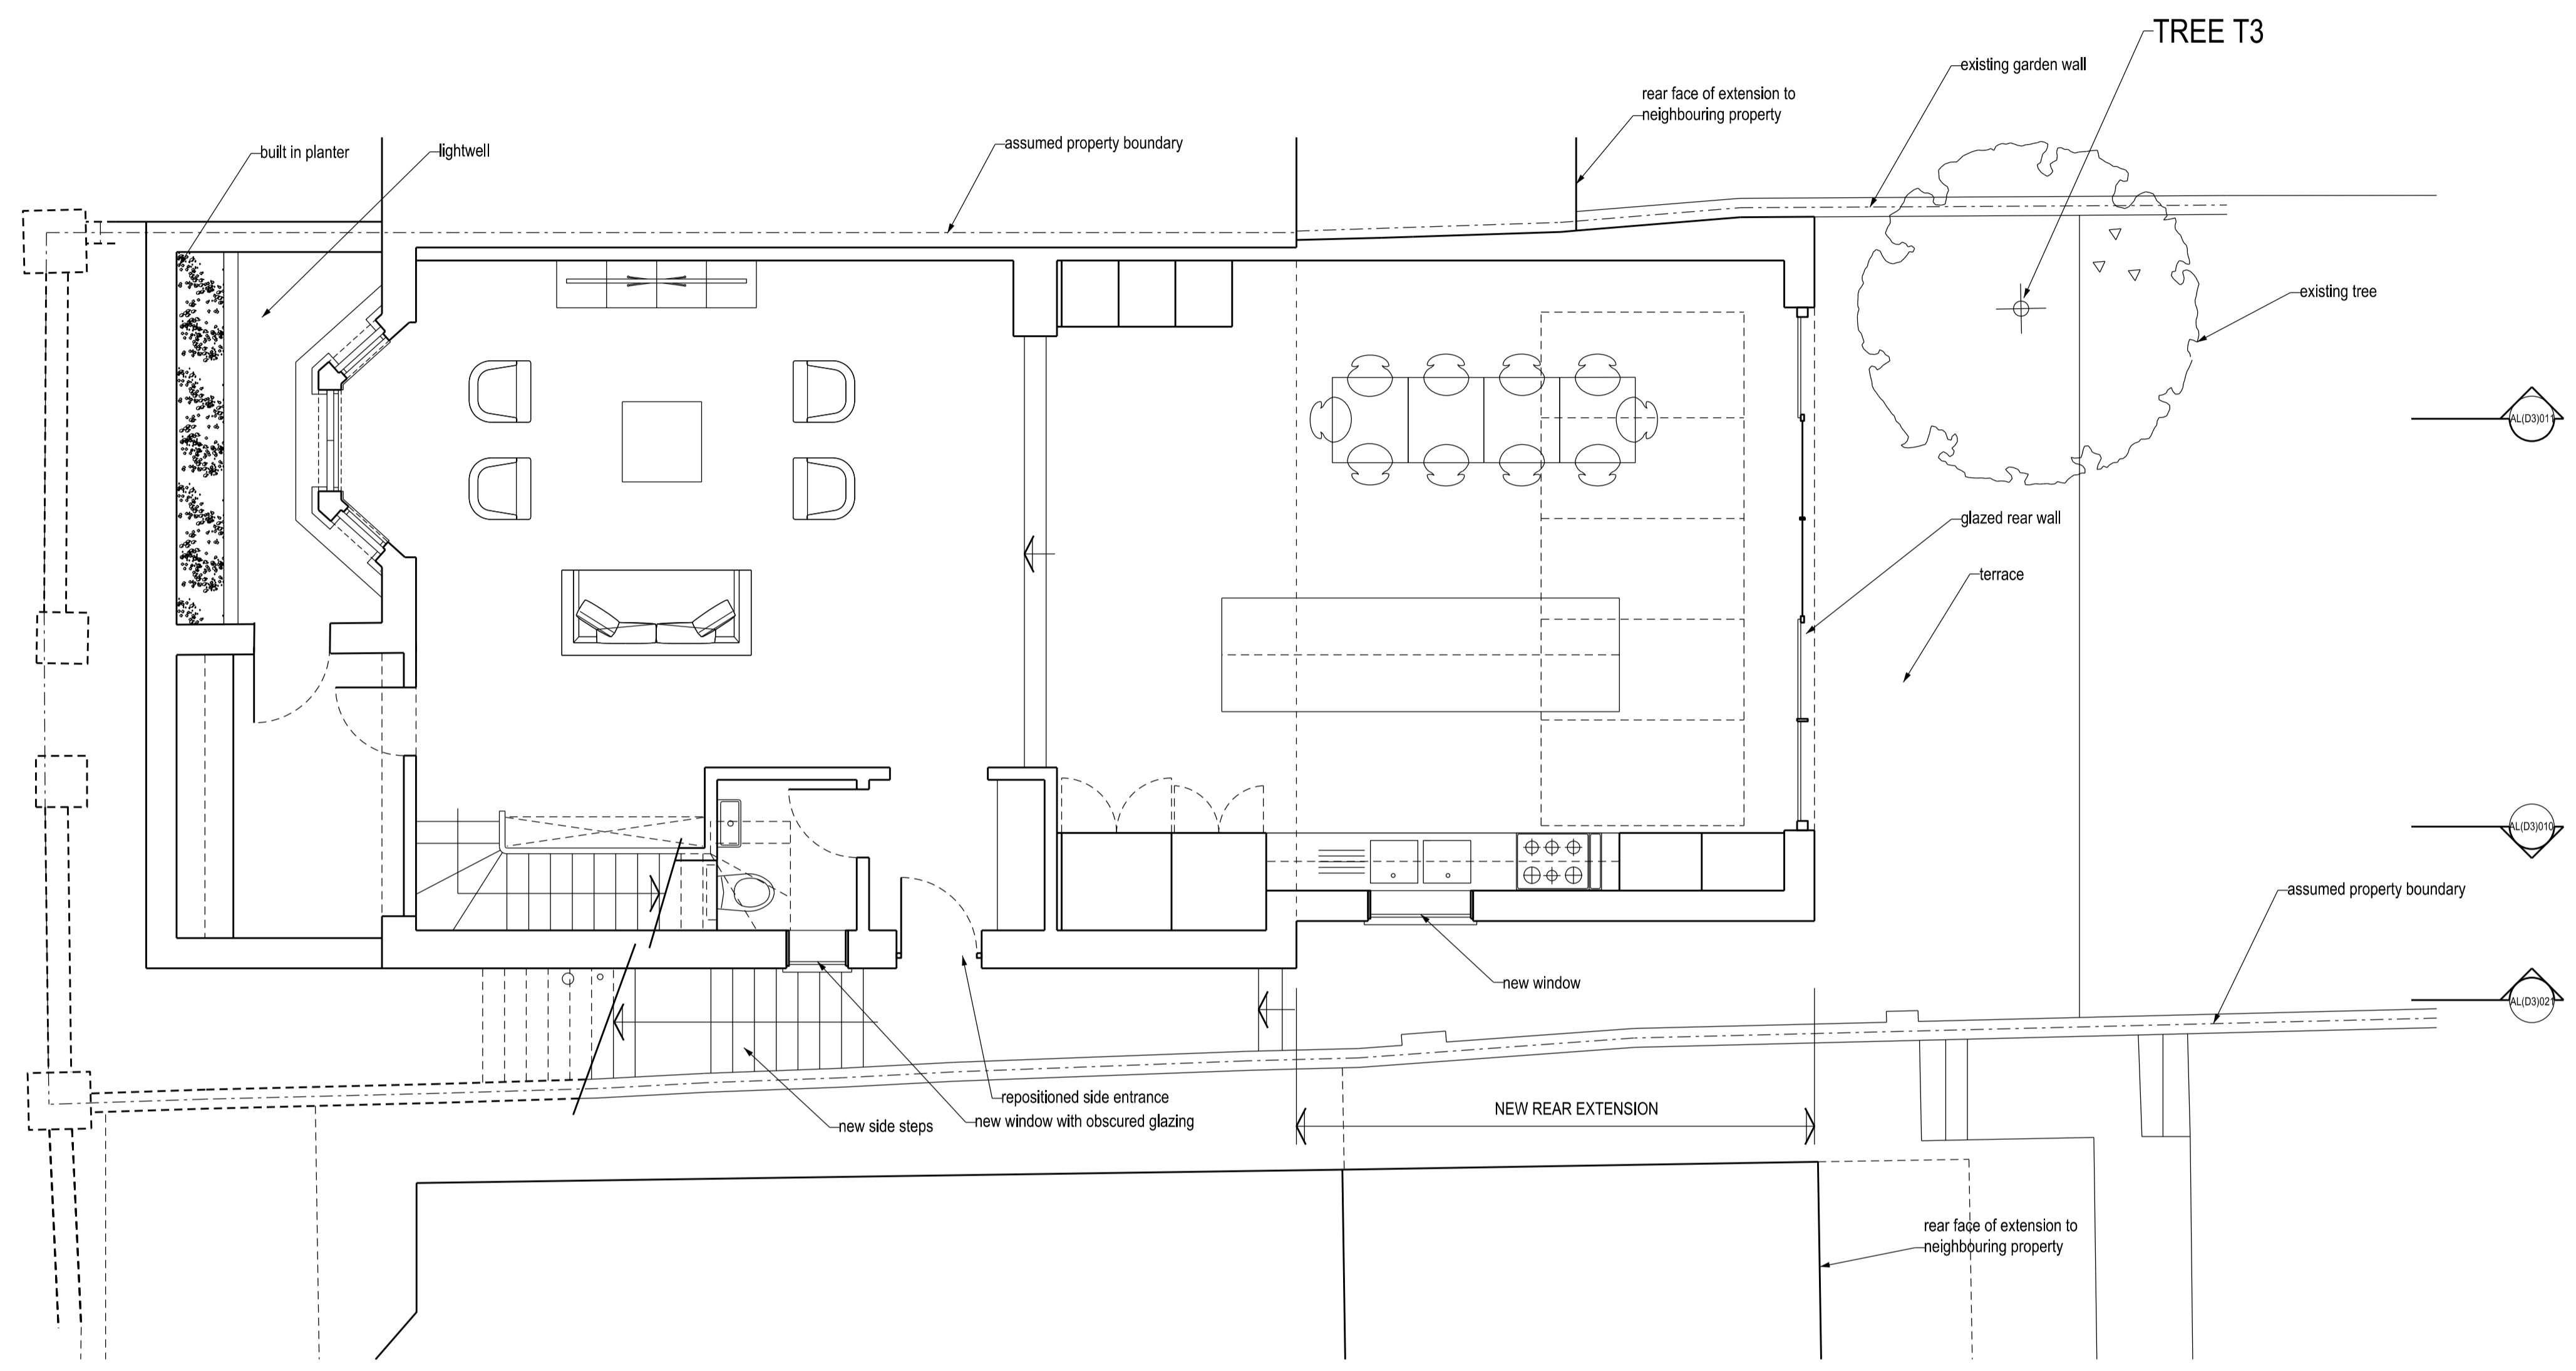 TREE T3
existing garden wall
rear face of extension to
neighbouring property
assumed property boundary
built in planter
lightwell
existing tree
AL(D3)011
glazed rear wall
terrace
AL(D3)010
assumed property boundary
new window
AL(D3)021
repositioned side entrance
new window with obscured glazing
new side steps
NEW REAR EXTENSION
rear face of extension to
neighbouring property